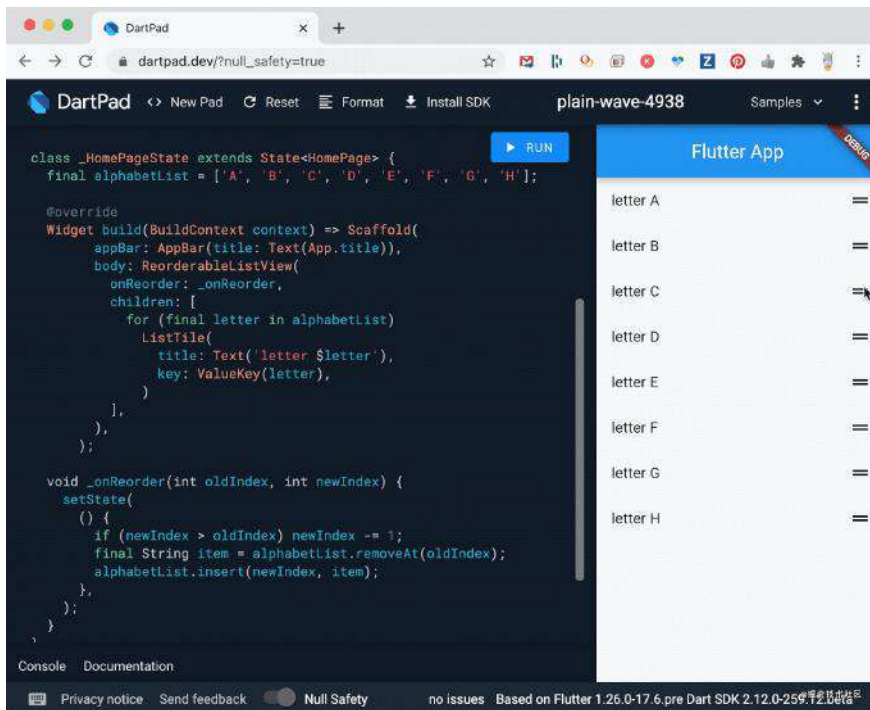 DartPad
dartpad.dev/?null_safety=true
DartPad <> New Pad Reset Format Install SDK plain-wave-4938 Samples
RUN
class _HomePageState extends State<HomePage> {
  final alphabetList = ['A', 'B', 'C', 'D', 'E', 'F', 'G', 'H'];
  @override
  Widget build(BuildContext context) => Scaffold(
        appBar: AppBar(title: Text(App.title)),
        body: ReorderableListView(
          onReorder: _onReorder,
          children: [
            for (final letter in alphabetList)
              ListTile(
                title: Text('letter $letter'),
                key: ValueKey(letter),
              )
          ],
        ),
      );
  void _onReorder(int oldIndex, int newIndex) {
    setState(
      () {
        if (newIndex > oldIndex) newIndex -= 1;
        final String item = alphabetList.removeAt(oldIndex);
        alphabetList.insert(newIndex, item);
      },
    );
  }
Flutter App
DEBUG
letter A
letter B
letter C
letter D
letter E
letter F
letter G
letter H
Console Documentation
Privacy notice Send feedback Null Safety no issues Based on Flutter 1.26.0-17.6.pre Dart SDK 2.12.0-259.12.beta